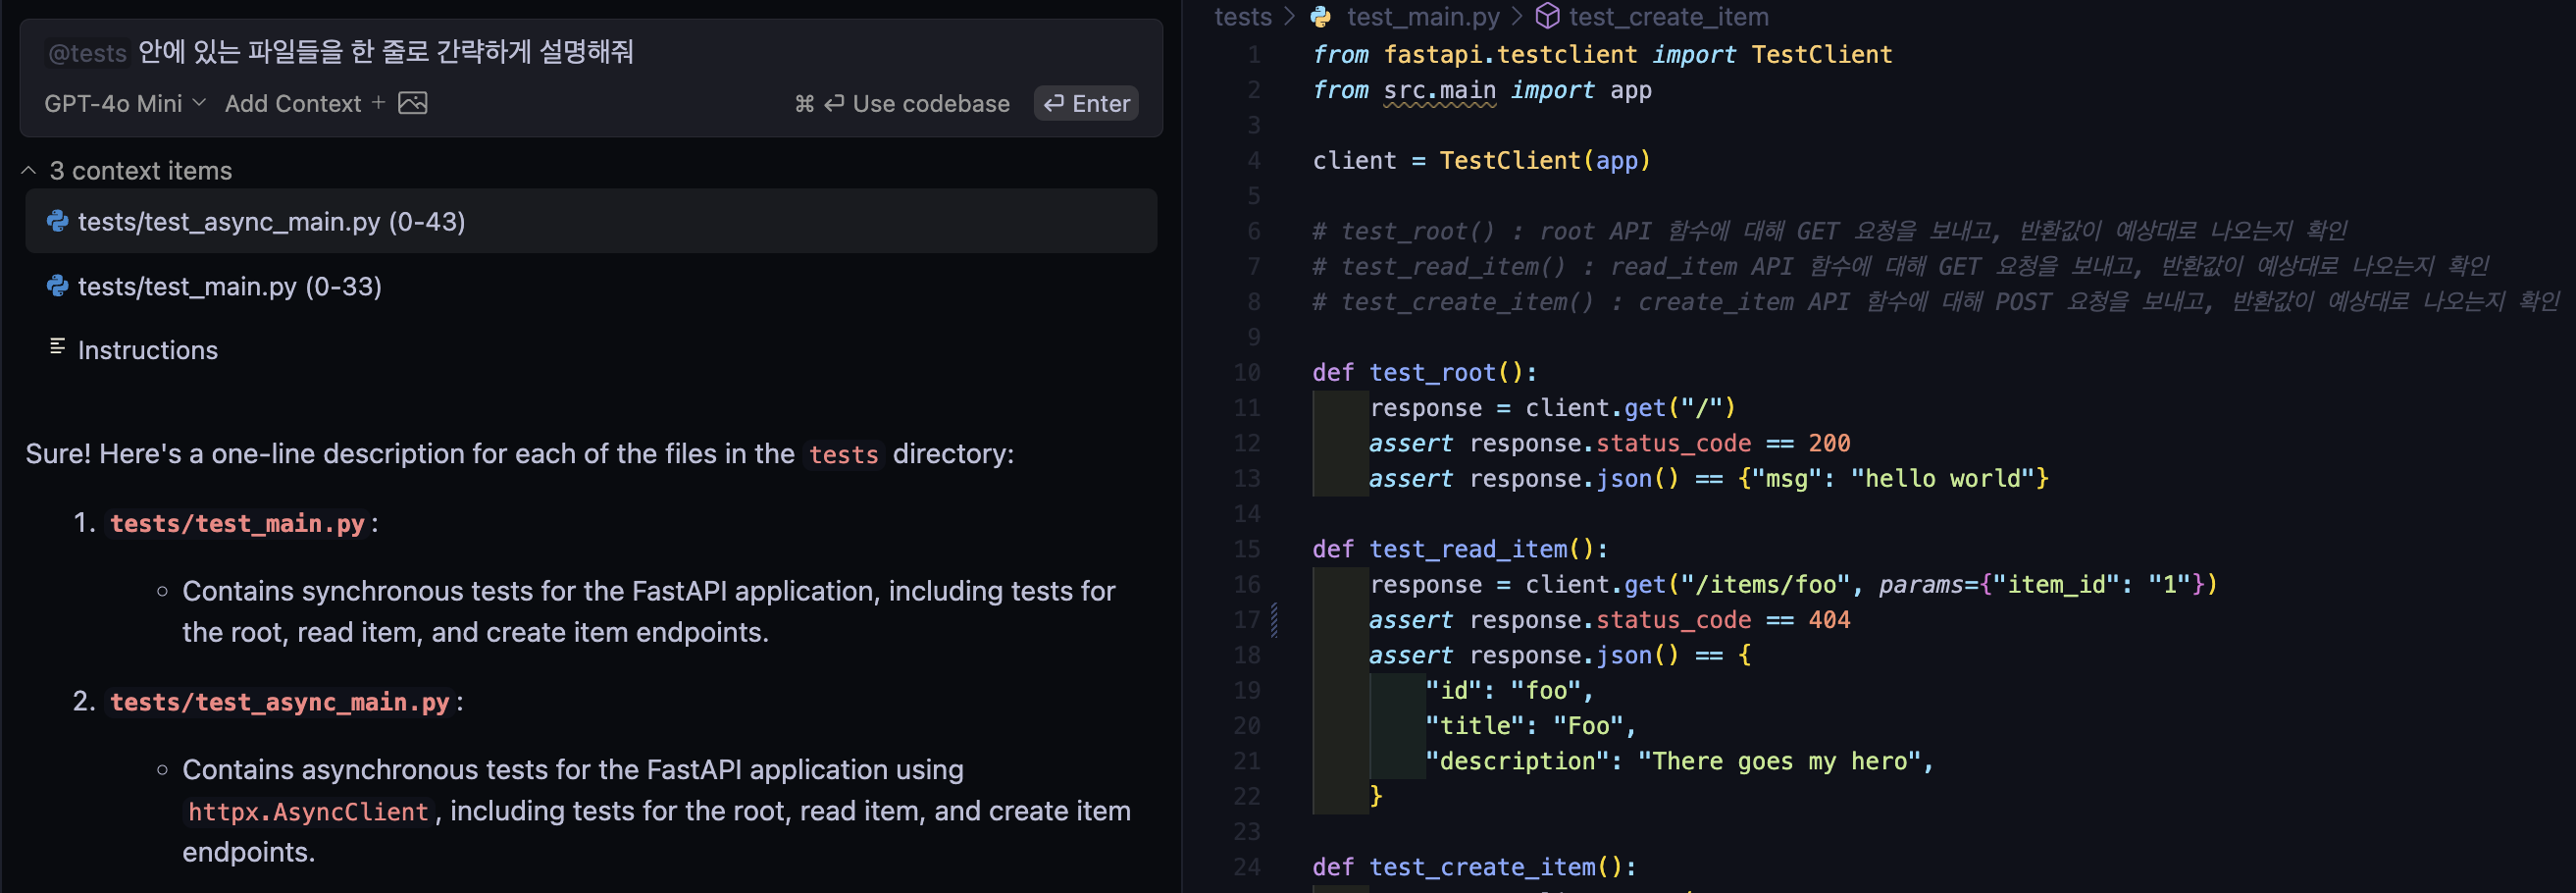 @tests 안에 있는 파일들을 한 줄로 간략하게 설명해줘
GPT-4o Mini Add Context + ⌘ ⏎ Use codebase ⏎ Enter
3 context items
tests/test_async_main.py (0-43)
tests/test_main.py (0-33)
Instructions
Sure! Here's a one-line description for each of the files in the tests directory:
1. tests/test_main.py:
○ Contains synchronous tests for the FastAPI application, including tests for
the root, read item, and create item endpoints.
2. tests/test_async_main.py:
○ Contains asynchronous tests for the FastAPI application using
httpx.AsyncClient, including tests for the root, read item, and create item
endpoints.
tests > test_main.py > test_create_item
1 from fastapi.testclient import TestClient
2 from src.main import app
3
4 client = TestClient(app)
5
6 # test_root() : root API 함수에 대해 GET 요청을 보내고, 반환값이 예상대로 나오는지 확인
7 # test_read_item() : read_item API 함수에 대해 GET 요청을 보내고, 반환값이 예상대로 나오는지 확인
8 # test_create_item() : create_item API 함수에 대해 POST 요청을 보내고, 반환값이 예상대로 나오는지 확인
9
10 def test_root():
11 response = client.get("/")
12 assert response.status_code == 200
13 assert response.json() == {"msg": "hello world"}
14
15 def test_read_item():
16 response = client.get("/items/foo", params={"item_id": "1"})
17 assert response.status_code == 404
18 assert response.json() == {
19 "id": "foo",
20 "title": "Foo",
21 "description": "There goes my hero",
22 }
23
24 def test_create_item():